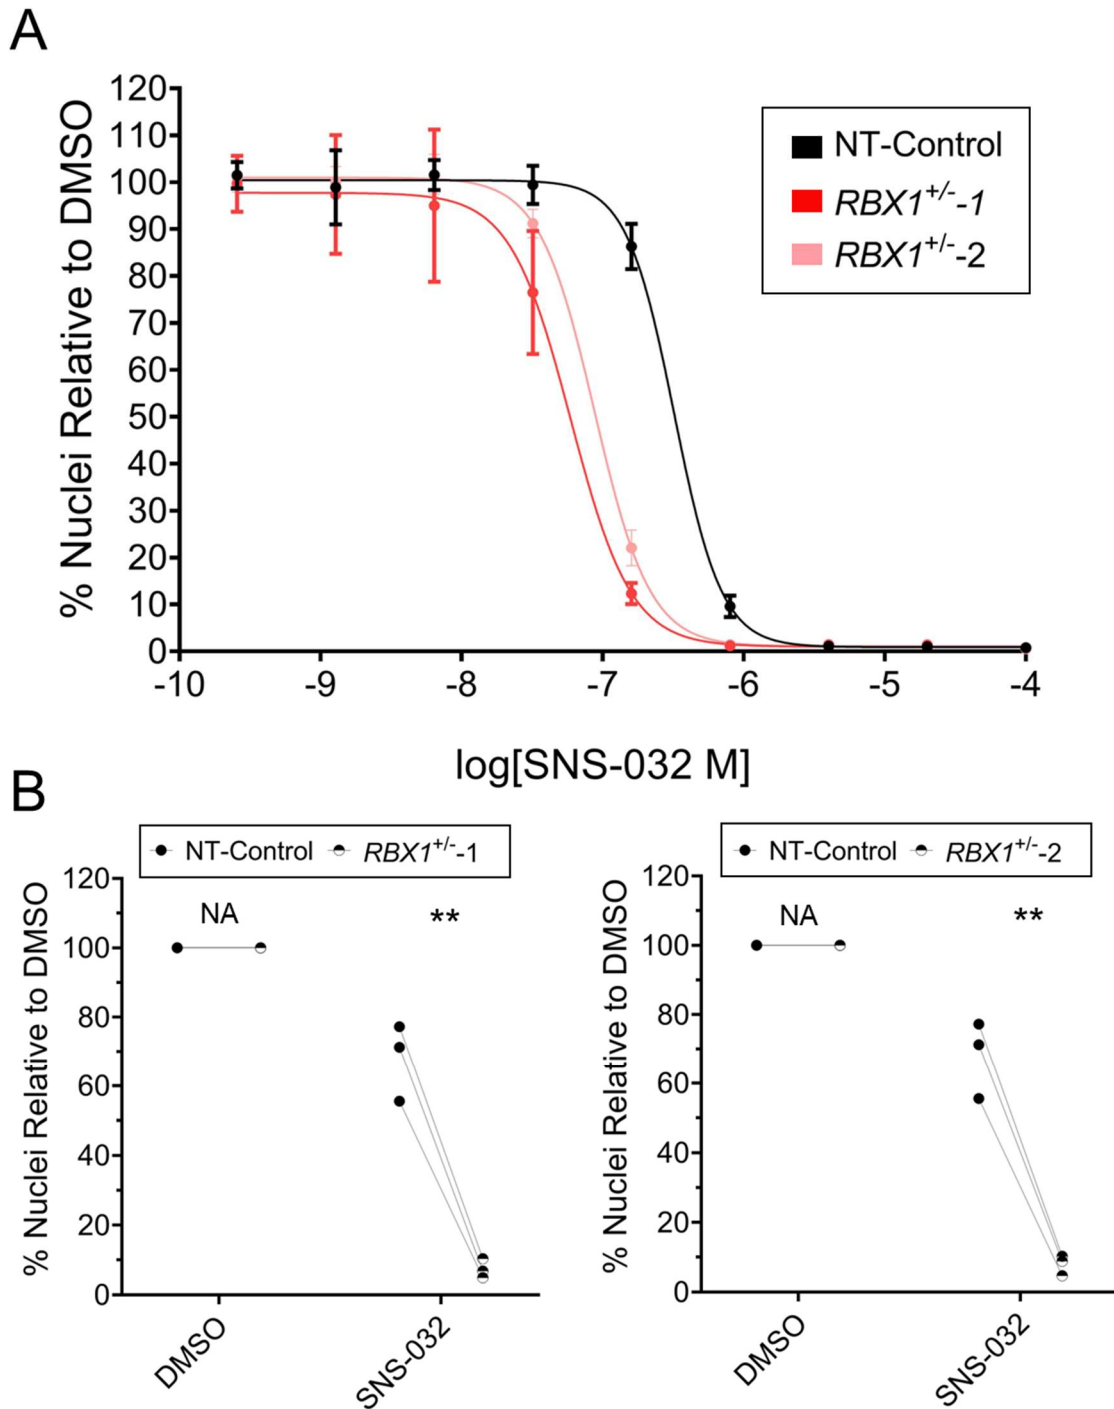 A
120
110
100
90
80
70
60
50
40
30
20
10
0
% Nuclei Relative to DMSO
NT-Control
RBX1+/--1
RBX1+/--2
-10 -9 -8 -7 -6 -5 -4
log[SNS-032 M]
B
NT-Control RBX1+/--1
120
100
80
60
40
20
0
% Nuclei Relative to DMSO
NA **
DMSO SNS-032
NT-Control RBX1+/--2
120
100
80
60
40
20
0
% Nuclei Relative to DMSO
NA **
DMSO SNS-032